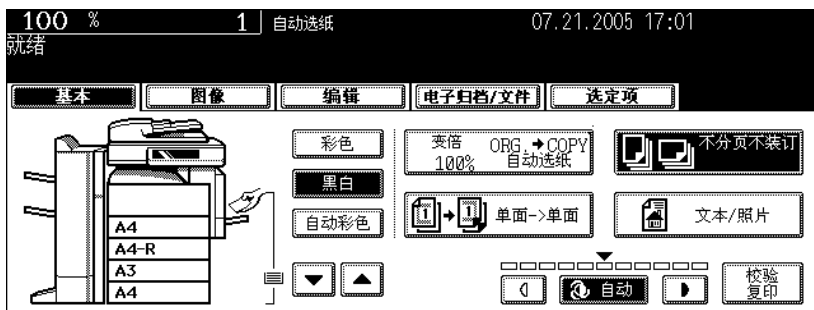 100 % 1 自动选纸 07.21.2005 17:01
就绪
基本 图像 编辑 电子归档/文件 选定项
彩色
黑白
自动彩色
变倍 ORG.→COPY
100% 自动选纸
不分页不装订
1→1 单面->单面
文本/照片
A4
A4-R
A3
A4
自动
校验
复印